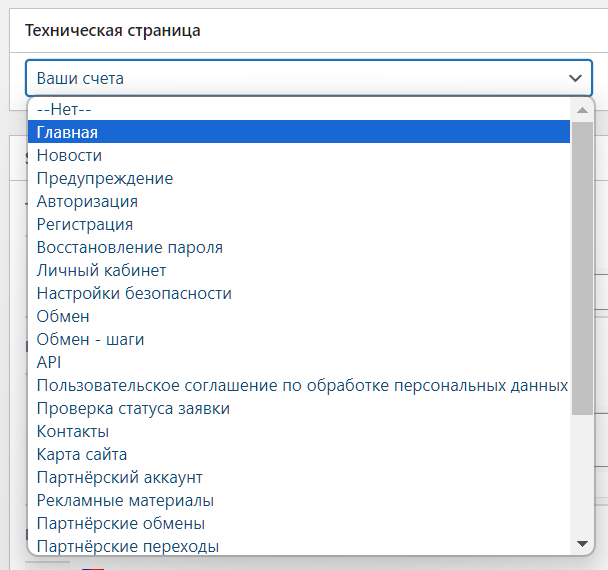 Техническая страница
Ваши счета
--Нет--
Главная
Новости
Предупреждение
Авторизация
Регистрация
Восстановление пароля
Личный кабинет
Настройки безопасности
Обмен
Обмен - шаги
API
Пользовательское соглашение по обработке персональных данных
Проверка статуса заявки
Контакты
Карта сайта
Партнёрский аккаунт
Рекламные материалы
Партнёрские обмены
Партнёрские переходы